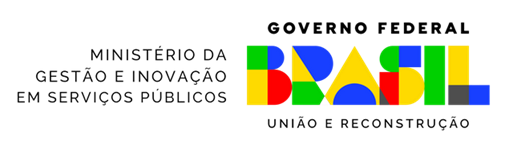 MINISTÉRIO DA
GESTÃO E INOVAÇÃO
EM SERVIÇOS PÚBLICOS
GOVERNO FEDERAL
BRASIL
UNIÃO E RECONSTRUÇÃO